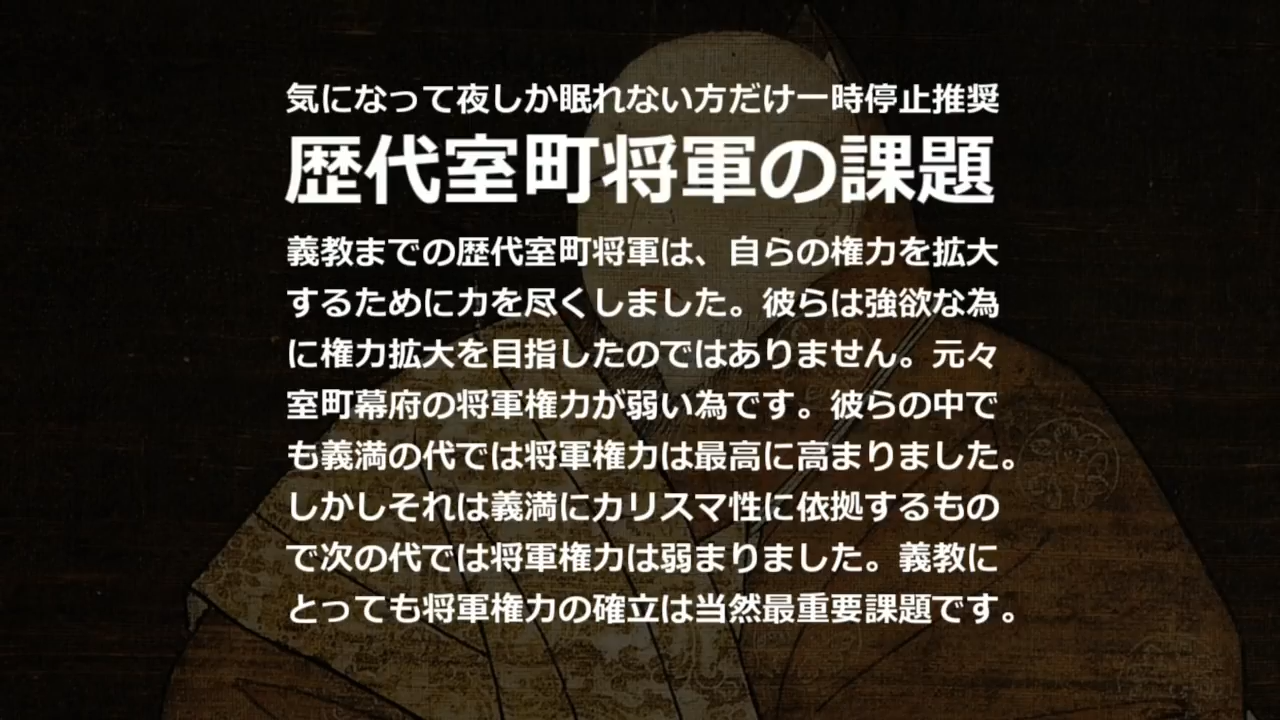 気になって夜しか眠れない方だけ一時停止推奨
歴代室町将軍の課題
義教までの歴代室町将軍は、自らの権力を拡大
するために力を尽くしました。彼らは強欲な為
に権力拡大を目指したのではありません。元々
室町幕府の将軍権力が弱い為です。彼らの中で
も義満の代では将軍権力は最高に高まりました。
しかしそれは義満にカリスマ性に依拠するもの
で次の代では将軍権力は弱まりました。義教に
とっても将軍権力の確立は当然最重要課題です。